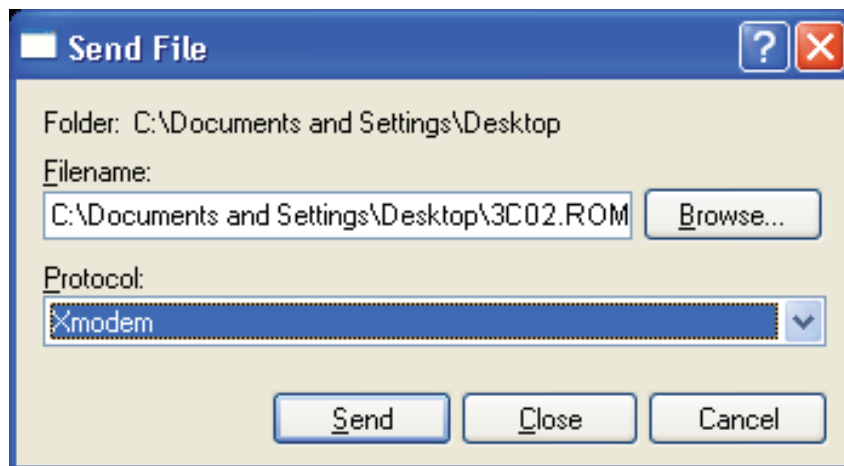 Send File
Folder: C:\Documents and Settings\Desktop
Filename:
C:\Documents and Settings\Desktop\3C02.ROM
Browse...
Protocol:
Xmodem
Send Close Cancel